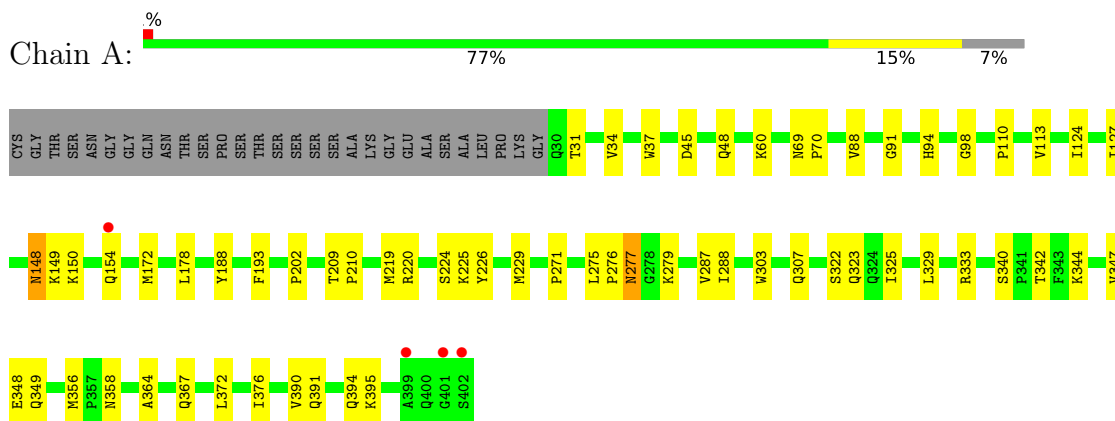 .%
Chain A:
77% 15% 7%
CYS GLY THR SER ASN GLY GLY GLN ASN THR SER PRO PHE THR SER SER SER SER ALA LYS GLY GLU ALA SER ALA LEU PRO LYS GLY Q30 T31 V34 W37 D45 Q48 K60 N69 P70 V88 G91 H94 G98 P110 V113 I124
N148 K149 K150 Q154 M172 L178 Y188 F193 P202 T209 P210 M219 R220 S224 K225 Y226 M229 P271 L275 P276 N277 G278 K279 V287 I288 W303 Q307 S322 Q323 Q324 I325 L329 R333 S340 P341 T342 F343 K344
E348 Q349 M356 P357 N358 A364 Q367 L372 I376 V390 Q391 Q394 K395 A399 Q400 G401 S402